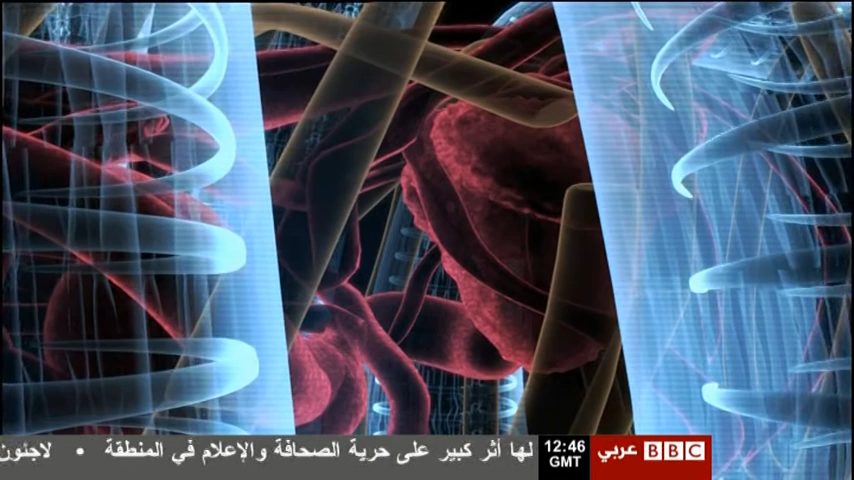 BBC عربي
12:46
GMT
لها أثر كبير على حرية الصحافة والإعلام في المنطقة • لاجئون